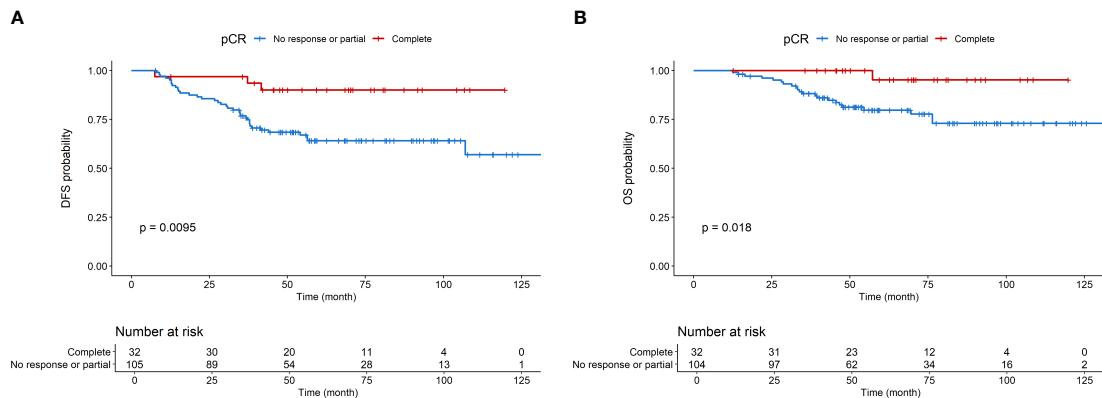 A
pCR No response or partial Complete
1.00
0.75
0.50
0.25
0.00
DFS probability
p = 0.0095
0 25 50 75 100 125
Time (month)
Number at risk
Complete 32 30 20 11 4 0
No response or partial 105 89 54 28 13 1
0 25 50 75 100 125
Time (month)
B
pCR No response or partial Complete
1.00
0.75
0.50
0.25
0.00
OS probability
p = 0.018
0 25 50 75 100 125
Time (month)
Number at risk
Complete 32 31 23 12 4 0
No response or partial 104 97 62 34 16 2
0 25 50 75 100 125
Time (month)